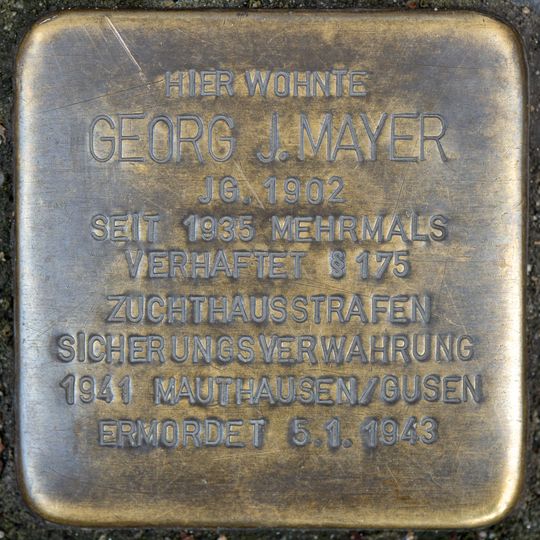 HIER WOHNTE
GEORG J. MAYER
JG. 1902
SEIT 1935 MEHRMALS
VERHAFTET § 175
ZUCHTHAUSSTRAFEN
SICHERUNGSVERWAHRUNG
1941 MAUTHAUSEN/GUSEN
ERMORDET 5.1.1943